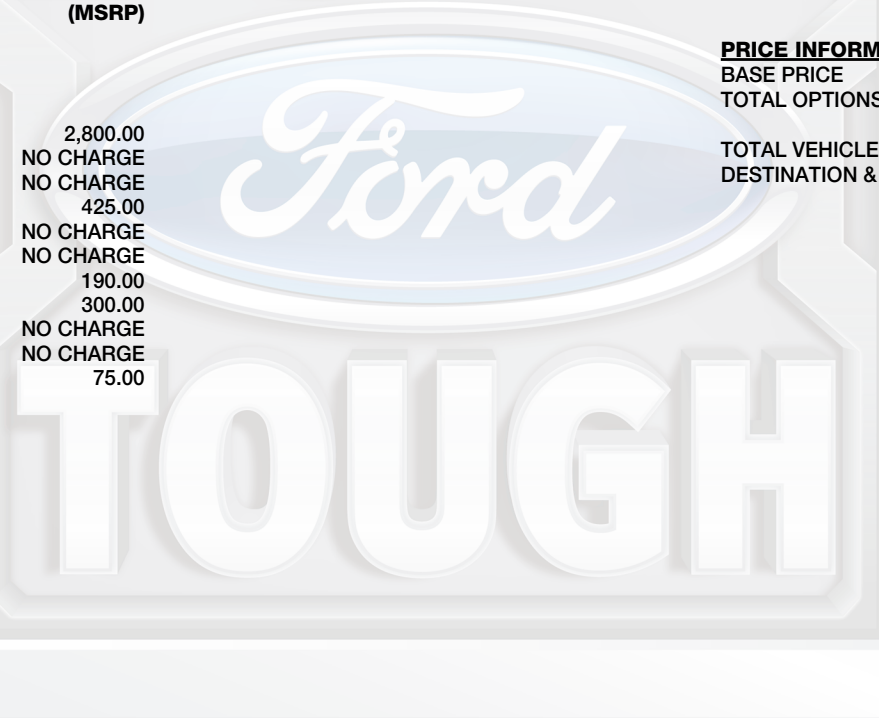 (MSRP)
2,800.00
NO CHARGE
NO CHARGE
425.00
NO CHARGE
NO CHARGE
190.00
300.00
NO CHARGE
NO CHARGE
75.00
PRICE INFORM
BASE PRICE
TOTAL OPTIONS
TOTAL VEHICLE
DESTINATION &
Ford
TOUGH